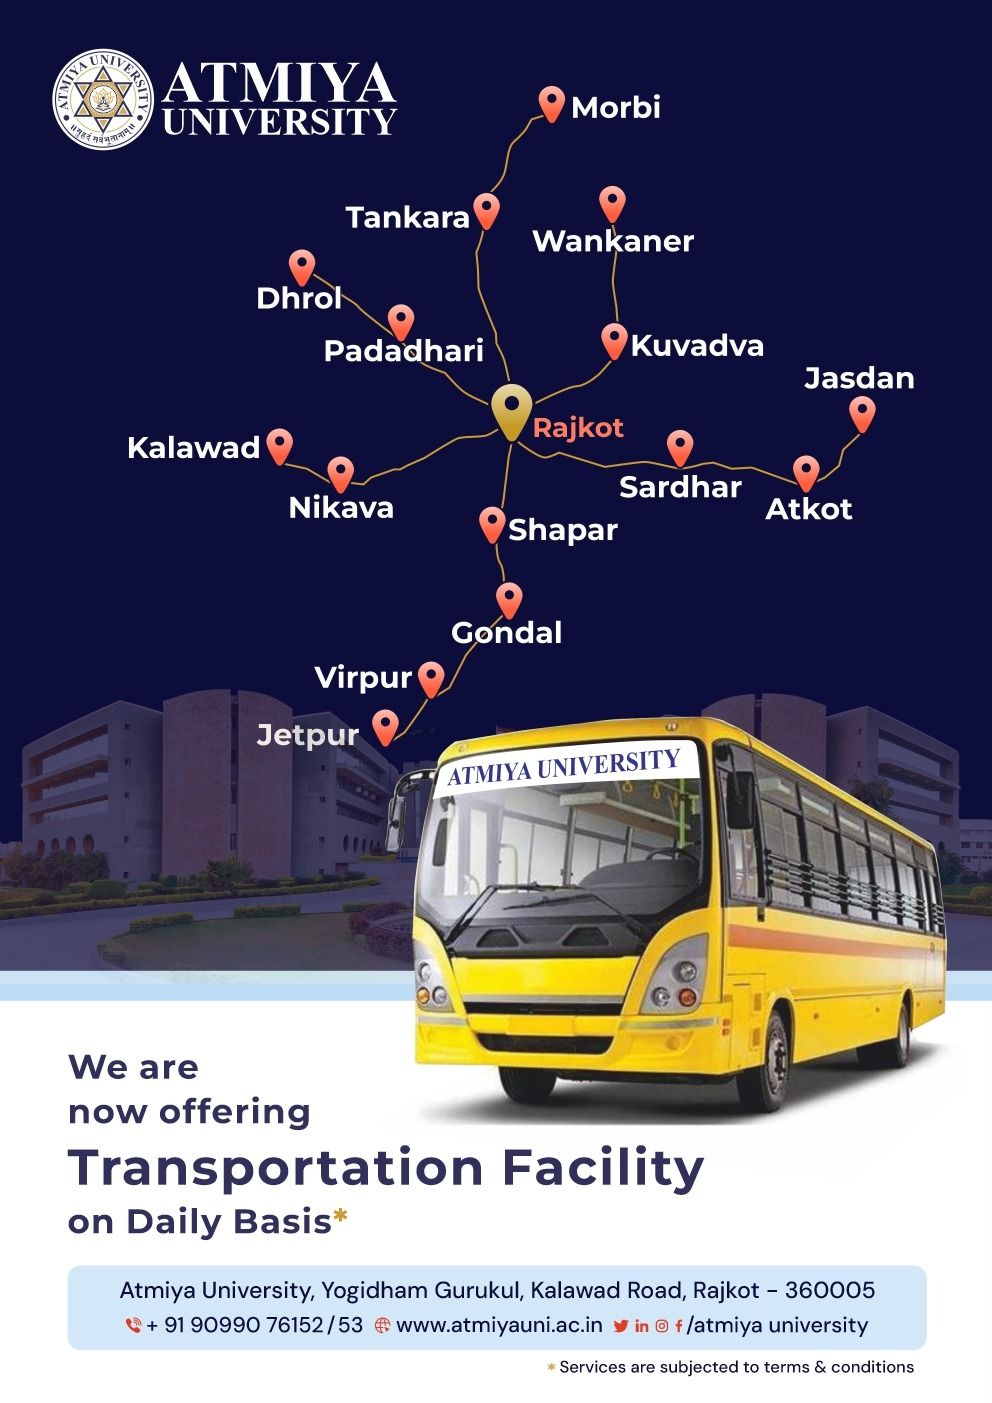 ATMIYA UNIVERSITY
॥सुहृदं सर्वभूतानाम्॥
ATMIYA
UNIVERSITY
Morbi
Tankara
Wankaner
Dhrol
Padadhari
Kuvadva
Jasdan
Rajkot
Kalawad
Sardhar
Nikava
Atkot
Shapar
Gondal
Virpur
Jetpur
ATMIYA UNIVERSITY
We are
now offering
Transportation Facility
on Daily Basis*
Atmiya University, Yogidham Gurukul, Kalawad Road, Rajkot - 360005
+ 91 90990 76152 / 53 www.atmiyauni.ac.in /atmiya university
* Services are subjected to terms & conditions